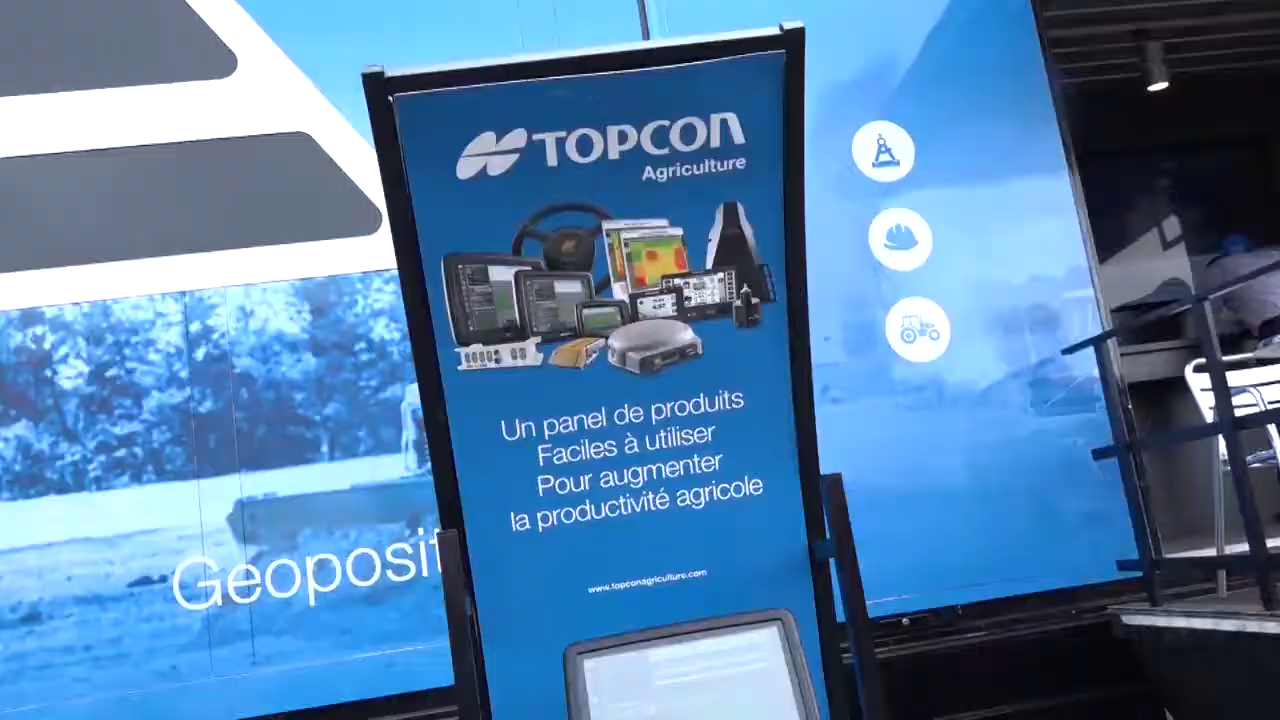 TOPCON
Agriculture
Un panel de produits
Faciles à utiliser
Pour augmenter
la productivité agricole
www.topconagriculture.com
Geoposit